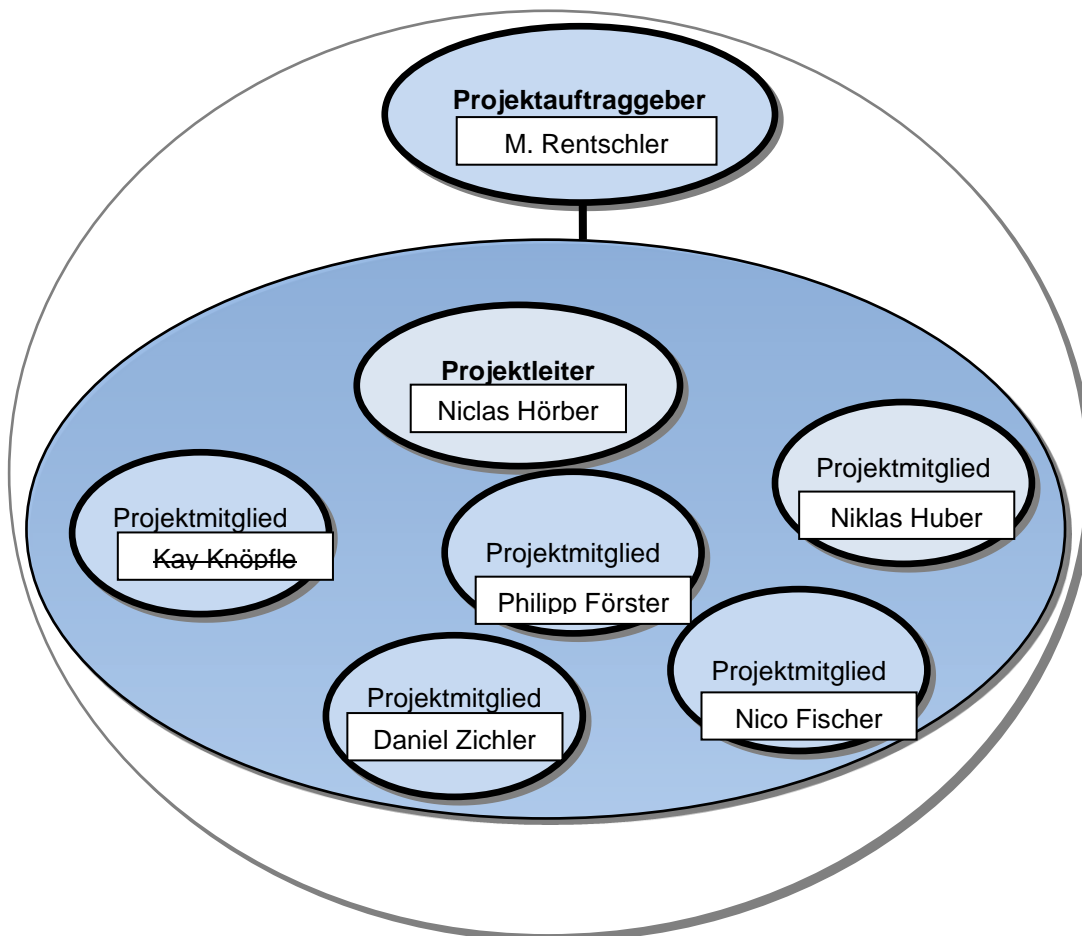 Projektauftraggeber
M. Rentschler
Projektleiter
Niclas Hörber
Projektmitglied
Niklas Huber
Projektmitglied
Kay Knöpfle
Projektmitglied
Philipp Förster
Projektmitglied
Nico Fischer
Projektmitglied
Daniel Zichler